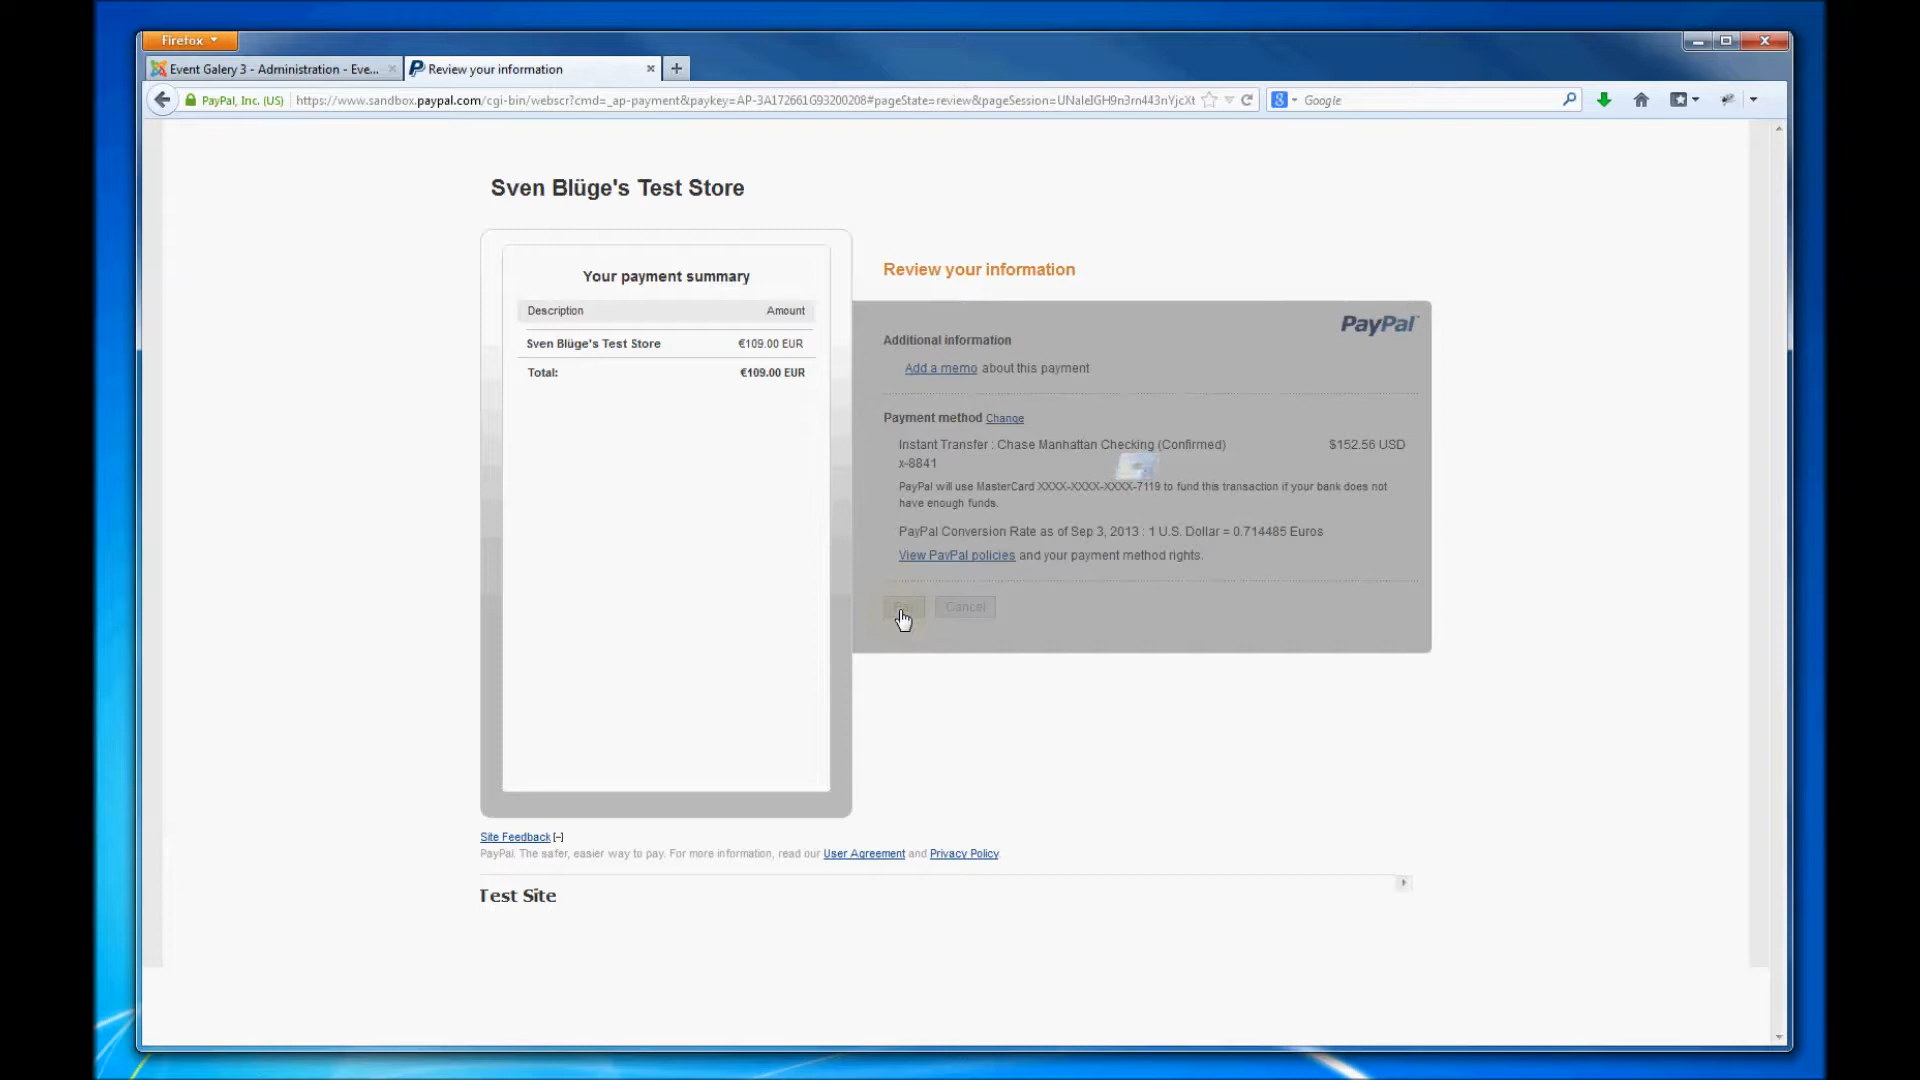 Firefox
Event Galery 3 - Administration - Eve...
Review your information
PayPal, Inc. (US)
https://www.sandbox.paypal.com/cgi-bin/webscr?cmd=_ap-payment&paykey=AP-3A172661G93200208#pageState=review&pageSession=UNaleIGH9n3rn443nYjcXt
Google
Sven Blüge's Test Store
Your payment summary
Description Amount
Sven Blüge's Test Store €109.00 EUR
Total: €109.00 EUR
Review your information
PayPal
Additional information
Add a memo about this payment
Payment method Change
Instant Transfer : Chase Manhattan Checking (Confirmed) $152.56 USD
x-8841
PayPal will use MasterCard XXXX-XXXX-XXXX-7119 to fund this transaction if your bank does not
have enough funds.
PayPal Conversion Rate as of Sep 3, 2013 : 1 U.S. Dollar = 0.714485 Euros
View PayPal policies and your payment method rights.
Cancel
Site Feedback [-]
PayPal. The safer, easier way to pay. For more information, read our User Agreement and Privacy Policy.
Test Site